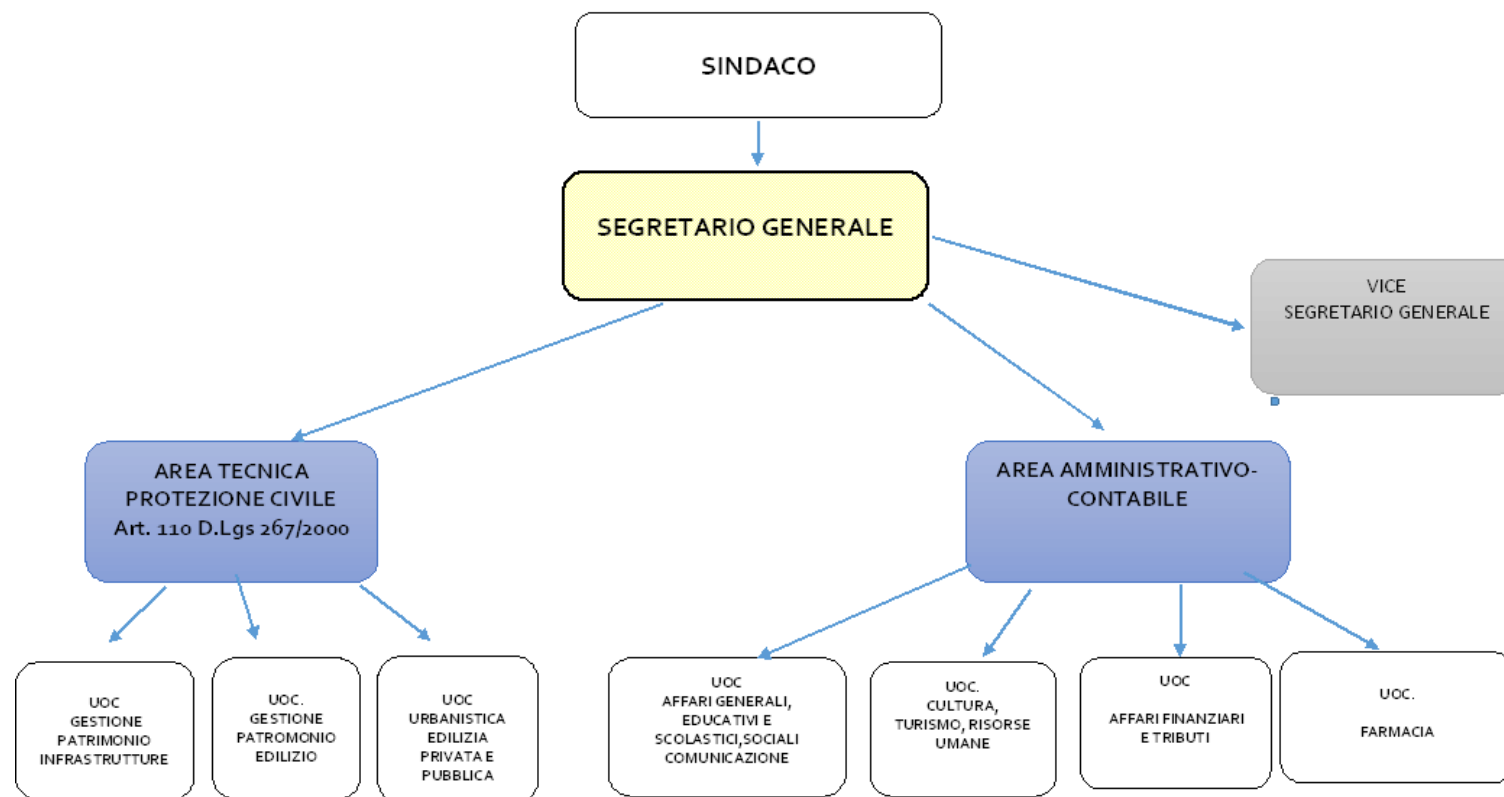 SINDACO
SEGRETARIO GENERALE
VICE
SEGRETARIO GENERALE
AREA TECNICA
PROTEZIONE CIVILE
Art. 110 D.Lgs 267/2000
AREA AMMINISTRATIVO-
CONTABILE
UOC
GESTIONE
PATRIMONIO
INFRASTRUTTURE
UOC.
GESTIONE
PATROMONIO
EDILIZIO
UOC
URBANISTICA
EDILIZIA
PRIVATA E
PUBBLICA
UOC
AFFARI GENERALI,
EDUCATIVI E
SCOLASTICI,SOCIALI
COMUNICAZIONE
UOC.
CULTURA,
TURISMO, RISORSE
UMANE
UOC
AFFARI FINANZIARI
E TRIBUTI
UOC.
FARMACIA